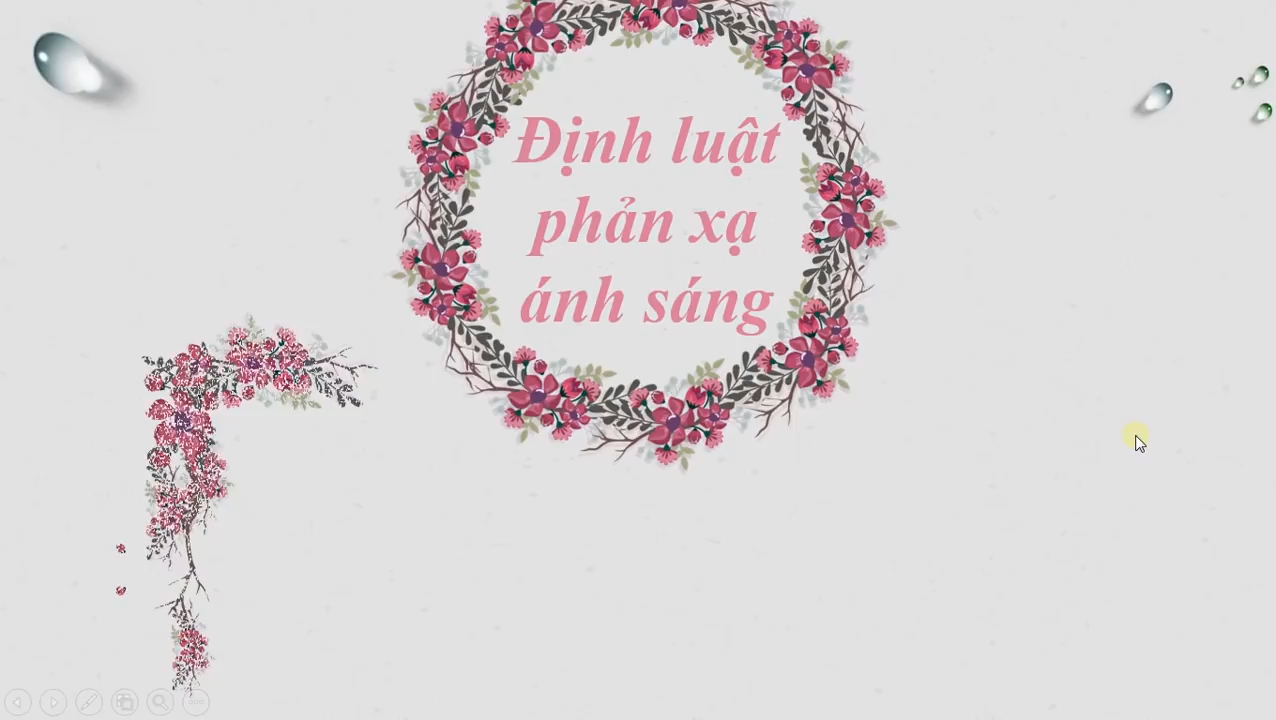 Định luật
phản xạ
ánh sáng